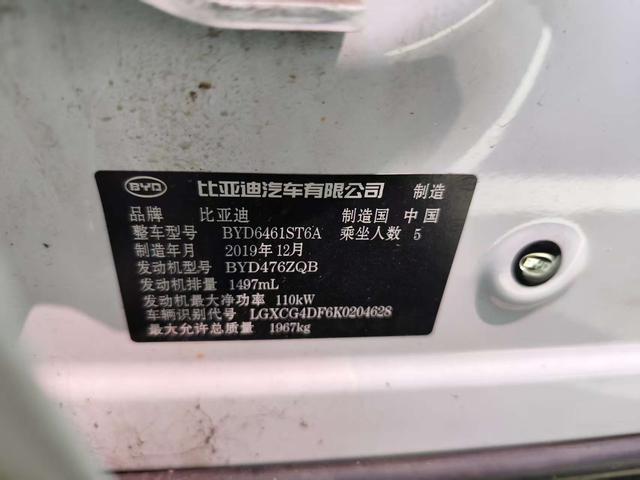 BYD 比亚迪汽车有限公司 制造
品牌 比亚迪 制造国 中国
整车型号 BYD6461ST6A 乘坐人数 5
制造年月 2019年12月
发动机型号 BYD476ZQB
发动机排量 1497mL
发动机最大净功率 110kW
车辆识别代号 LGXCG4DF6K0204628
最大允许总质量 1967kg